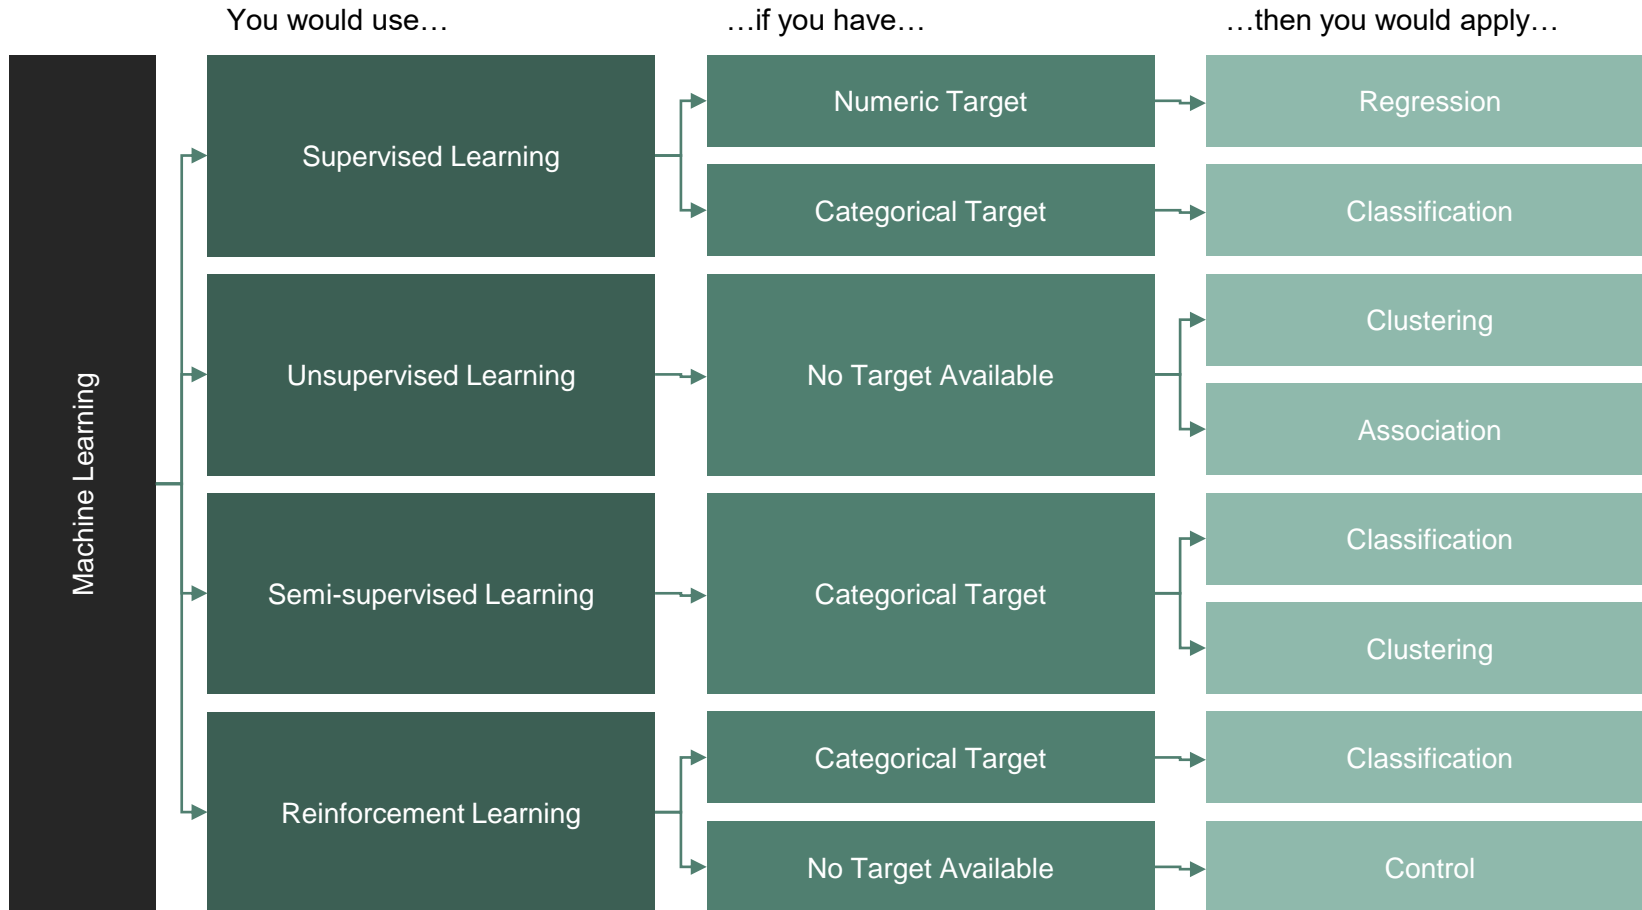 You would use…
…if you have…
…then you would apply…
Machine Learning
Supervised Learning
Numeric Target
Regression
Categorical Target
Classification
Unsupervised Learning
No Target Available
Clustering
Association
Semi-supervised Learning
Categorical Target
Classification
Clustering
Reinforcement Learning
Categorical Target
Classification
No Target Available
Control